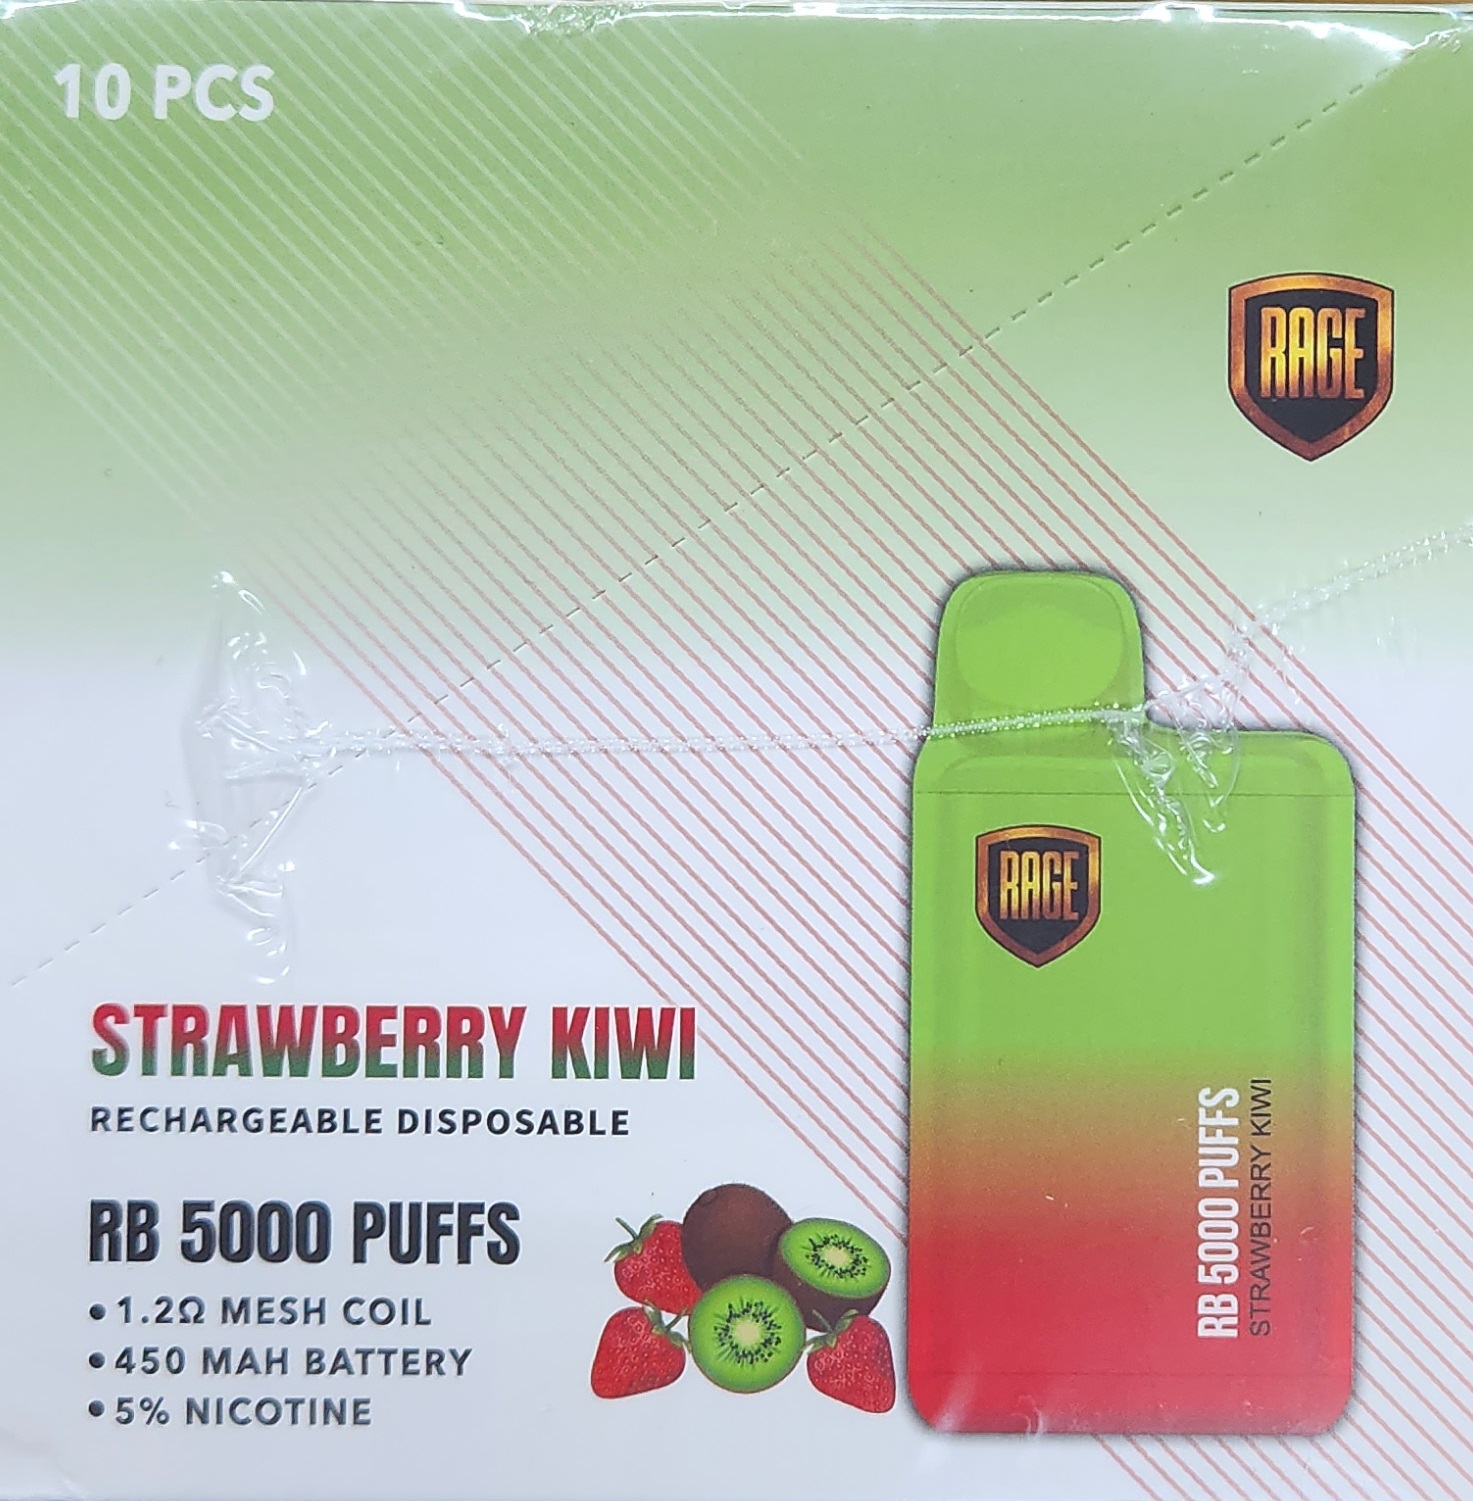 10 PCS
RAGE
RAGE
STRAWBERRY KIWI
RECHARGEABLE DISPOSABLE
RB 5000 PUFFS
• 1.2Ω MESH COIL
• 450 MAH BATTERY
• 5% NICOTINE
RB 5000 PUFFS
STRAWBERRY KIWI